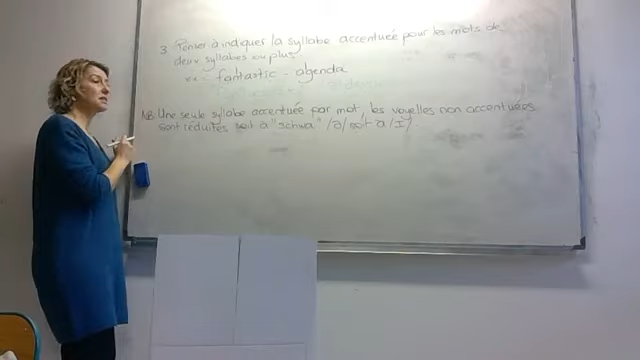 3 Penser à indiquer la syllabe accentuée pour les mots de
deux syllabes ou plus
ex: fantastic - agenda
NB: Une seule syllabe accentuée par mot, les voyelles non accentuées
sont réduites soit à "schwa" /ə/ soit à /I/